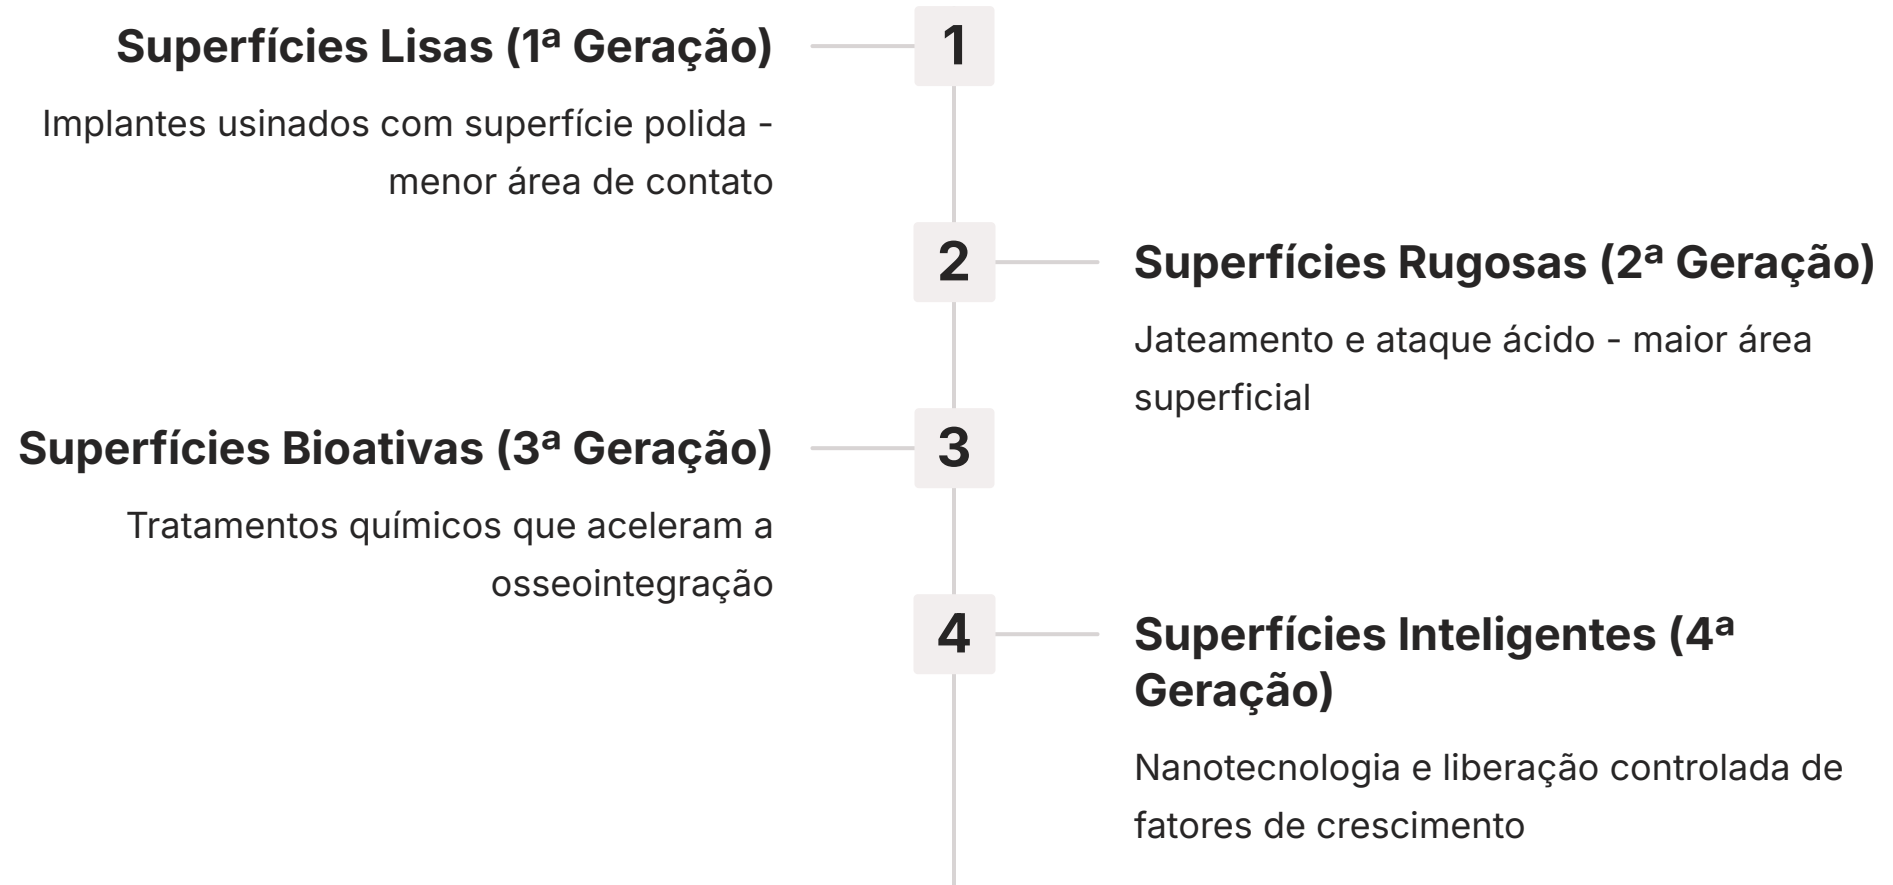 Superfícies Lisas (1ª Geração)
1
Implantes usinados com superfície polida -
menor área de contato
2
Superfícies Rugosas (2ª Geração)
Jateamento e ataque ácido - maior área
superficial
Superfícies Bioativas (3ª Geração)
3
Tratamentos químicos que aceleram a
osseointegração
4
Superfícies Inteligentes (4ª
Geração)
Nanotecnologia e liberação controlada de
fatores de crescimento